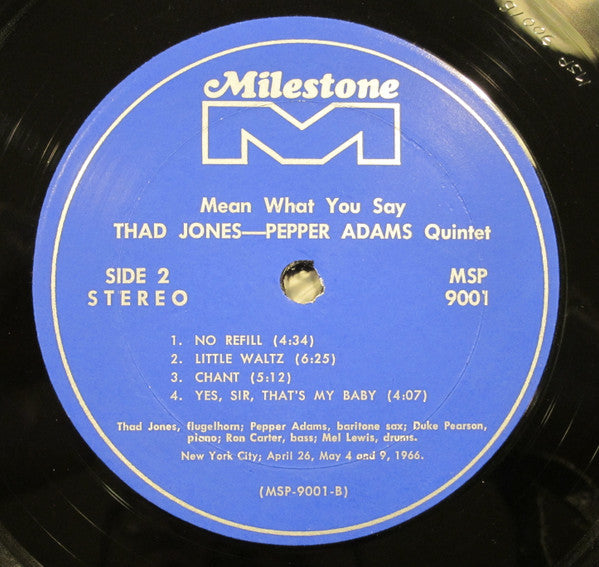 Milestone
M
Mean What You Say
THAD JONES—PEPPER ADAMS Quintet
SIDE 2
STEREO
MSP
9001
1. NO REFILL (4:34)
2. LITTLE WALTZ (6:25)
3. CHANT (5:12)
4. YES, SIR, THAT'S MY BABY (4:07)
Thad Jones, flugelhorn; Pepper Adams, baritone sax; Duke Pearson,
piano; Ron Carter, bass; Mel Lewis, drums.
New York City; April 26, May 4 and 9, 1966.
(MSP-9001-B)
MSP